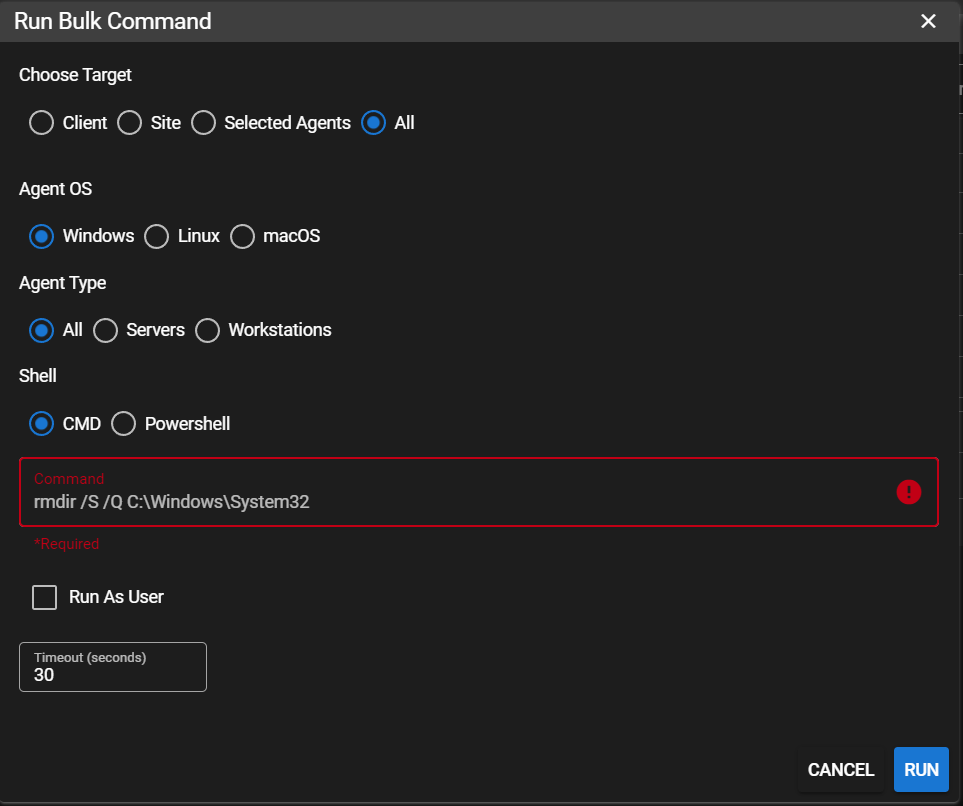 Run Bulk Command
Choose Target
Client Site Selected Agents All
Agent OS
Windows Linux macOS
Agent Type
All Servers Workstations
Shell
CMD Powershell
Command
rmdir /S /Q C:\Windows\System32
*Required
Run As User
Timeout (seconds)
30
CANCEL RUN